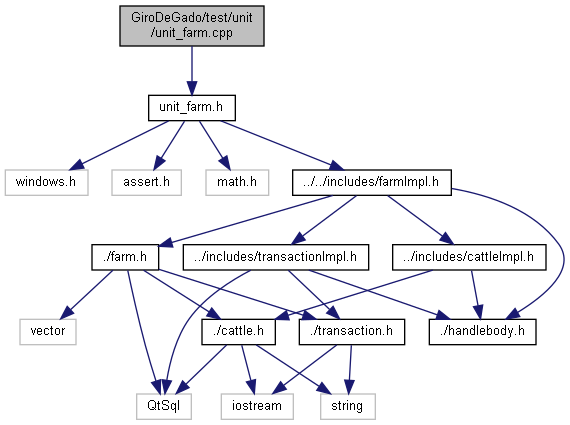 GiroDeGado/test/unit
/unit_farm.cpp
unit_farm.h
windows.h
assert.h
math.h
../../includes/farmImpl.h
./farm.h
../includes/transactionImpl.h
../includes/cattleImpl.h
vector
./cattle.h
./transaction.h
./handlebody.h
QtSql
iostream
string